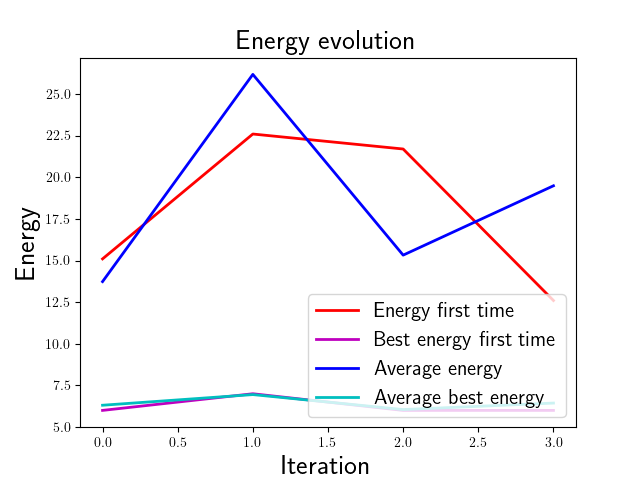 Energy evolution
Energy
25.0
22.5
20.0
17.5
15.0
12.5
10.0
7.5
5.0
Energy first time
Best energy first time
Average energy
Average best energy
0.0 0.5 1.0 1.5 2.0 2.5 3.0
Iteration